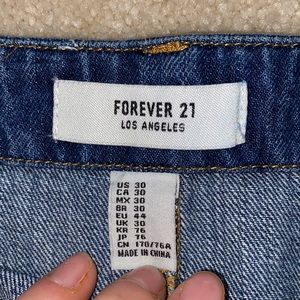 FOREVER 21
LOS ANGELES
US 30
CA 30
MX 30
BR 30
EU 44
UK 30
KR 76
JP 76
CN 170/76A
MADE IN CHINA